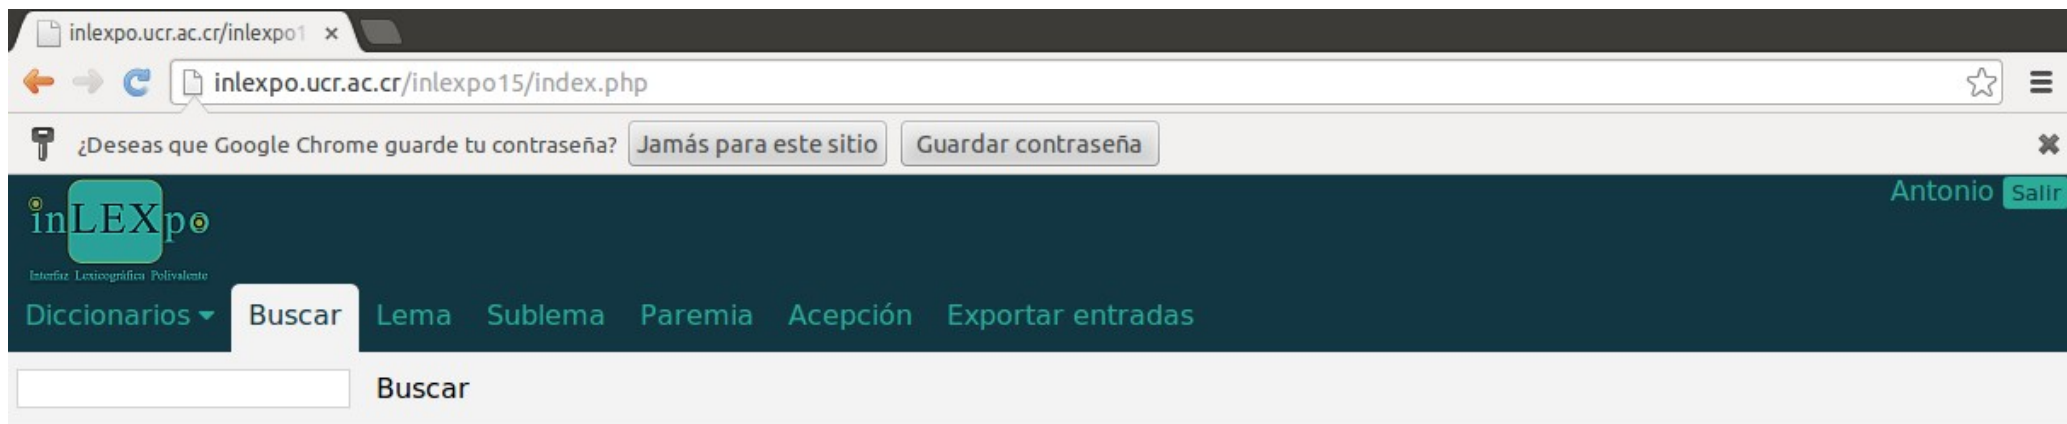 inlexpo.ucr.ac.cr/inlexpo1
inlexpo.ucr.ac.cr/inlexpo15/index.php
¿Deseas que Google Chrome guarde tu contraseña? Jamás para este sitio Guardar contraseña
Antonio Salir
inLEXpo
Interfaz Lexicográfica Polivalente
Diccionarios Buscar Lema Sublema Paremia Acepción Exportar entradas
Buscar